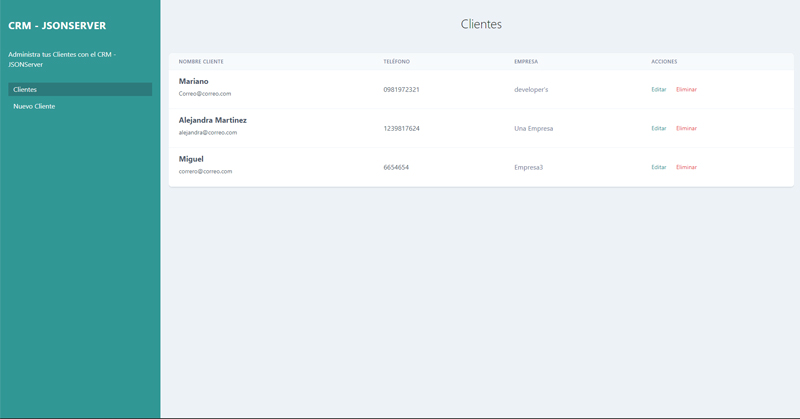 CRM - JSONSERVER
Administra tus Clientes con el CRM -
JSONServer
Clientes
Nuevo Cliente
Clientes
NOMBRE CLIENTE TELÉFONO EMPRESA ACCIONES
Mariano
Correo@correo.com
0981972321 developer's Editar Eliminar
Alejandra Martinez
alejandra@correo.com
1239817624 Una Empresa Editar Eliminar
Miguel
correro@correo.com
6654654 Empresa3 Editar Eliminar